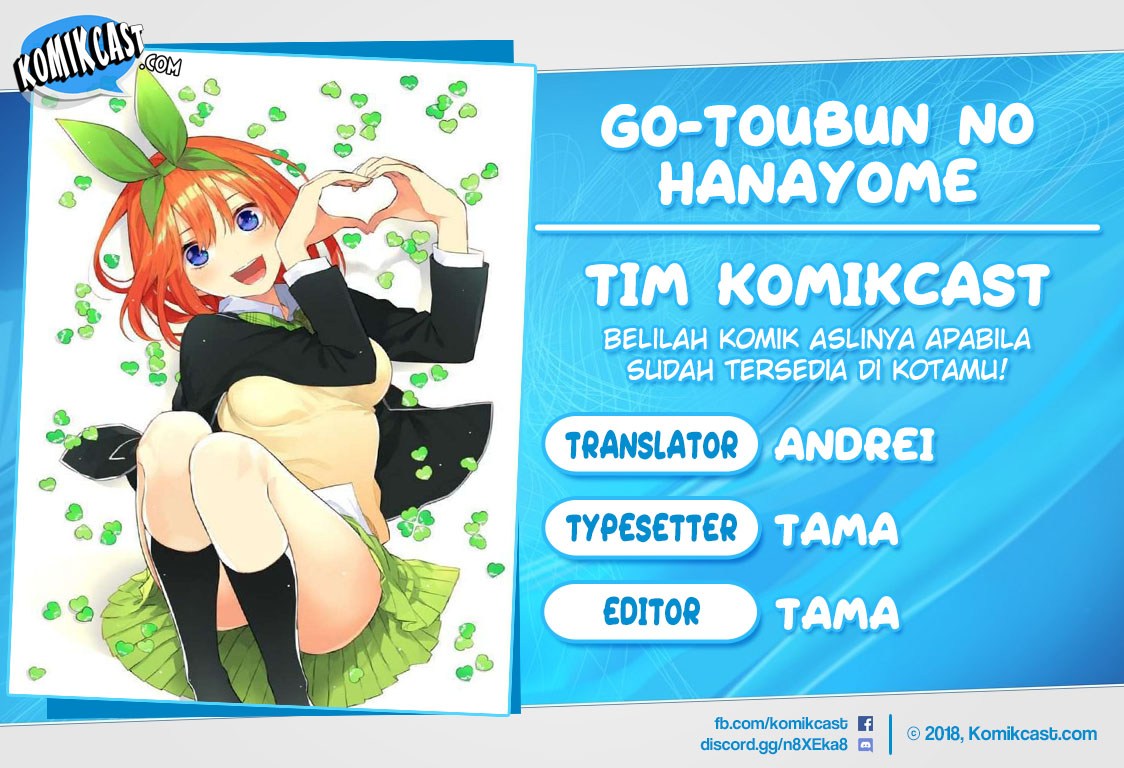 KOMIKCAST
.COM
GO-TOUBUN NO
HANAYOME
TIM KOMIKCAST
BELILAH KOMIK ASLINYA APABILA
SUDAH TERSEDIA DI KOTAMU!
TRANSLATOR ANDREI
TYPESETTER TAMA
EDITOR TAMA
fb.com/komikcast
discord.gg/n8XEka8
© 2018, Komikcast.com